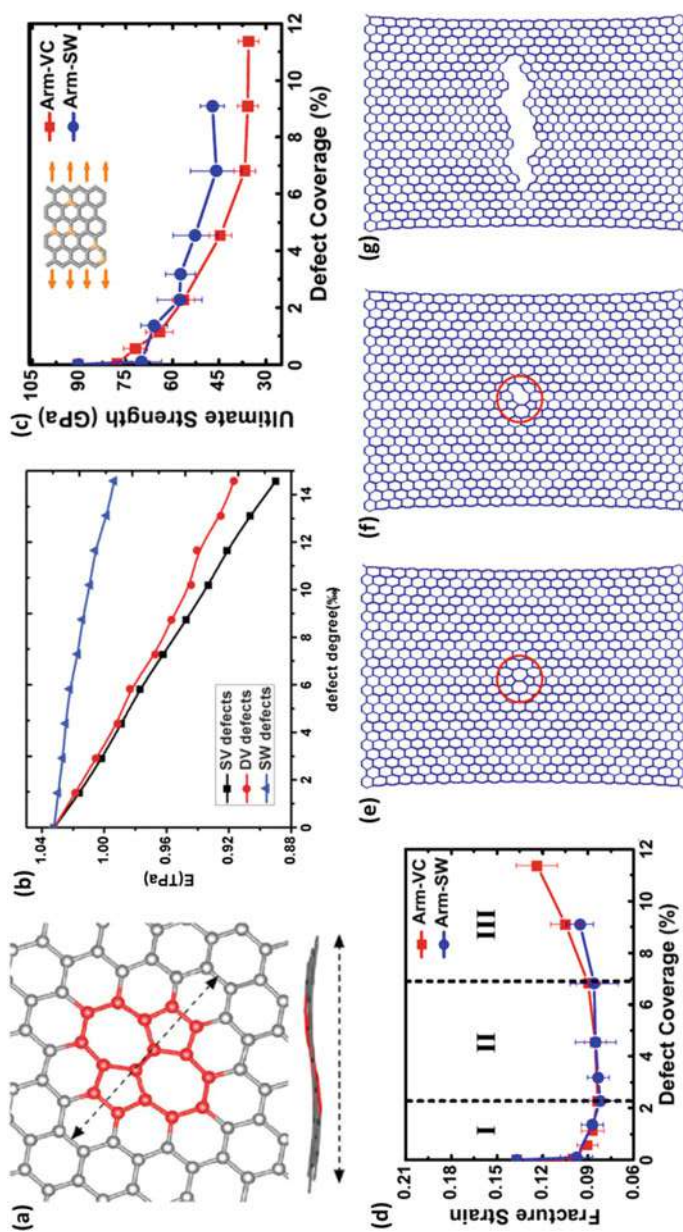 (a)
(b)
E(TPa)
1.04
1.00
0.96
0.92
0.88
0 2 4 6 8 10 12 14
defect degree(‰)
SV defects
DV defects
SW defects
(c)
Ultimate Strength (GPa)
105
90
75
60
45
30
0 2 4 6 8 10 12
Defect Coverage (%)
Arm-VC
Arm-SW
(d)
Fracture Strain
0.21
0.18
0.15
0.12
0.09
0.06
0 2 4 6 8 10 12
Defect Coverage (%)
I II III
Arm-VC
Arm-SW
(e)
(f)
(g)